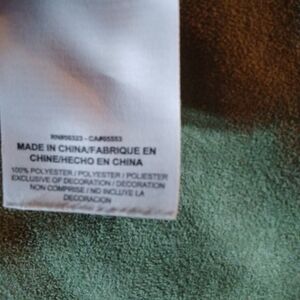 RN#56323 - CA#05553
MADE IN CHINA/FABRIQUE EN
CHINE/HECHO EN CHINA
100% POLYESTER / POLYESTER / POLIESTER
EXCLUSIVE OF DECORATION / DECORATION
NON COMPRISE / NO INCLUYE LA
DECORACION